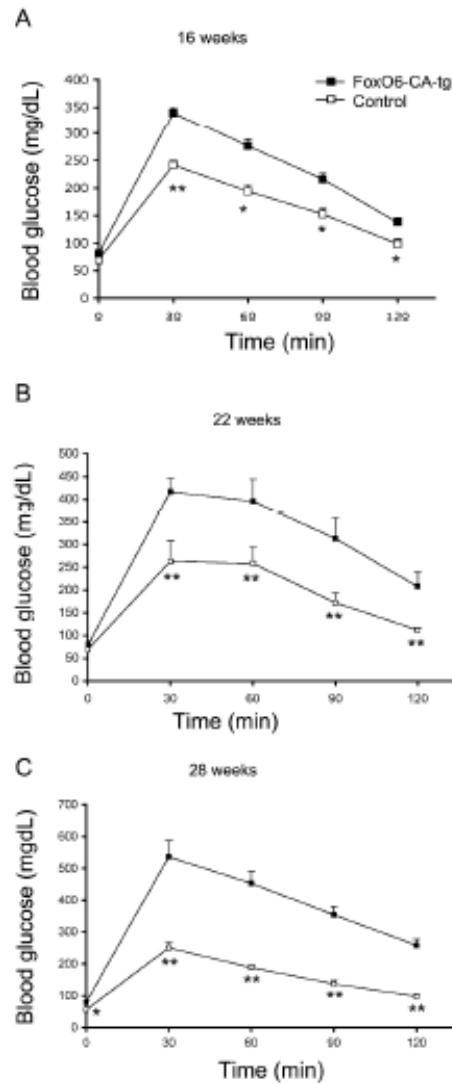 A
16 weeks
FoxO6-CA-tg
Control
Blood glucose (mg/dL)
400
350
300
250
200
150
100
50
0
0 30 60 90 120
** * * *
Time (min)
B
22 weeks
Blood glucose (mg/dL)
500
450
400
350
300
250
200
150
100
50
0
0 30 60 90 120
** ** ** **
Time (min)
C
28 weeks
Blood glucose (mgdL)
700
600
500
400
300
200
100
0
0 30 60 90 120
* ** ** ** **
Time (min)